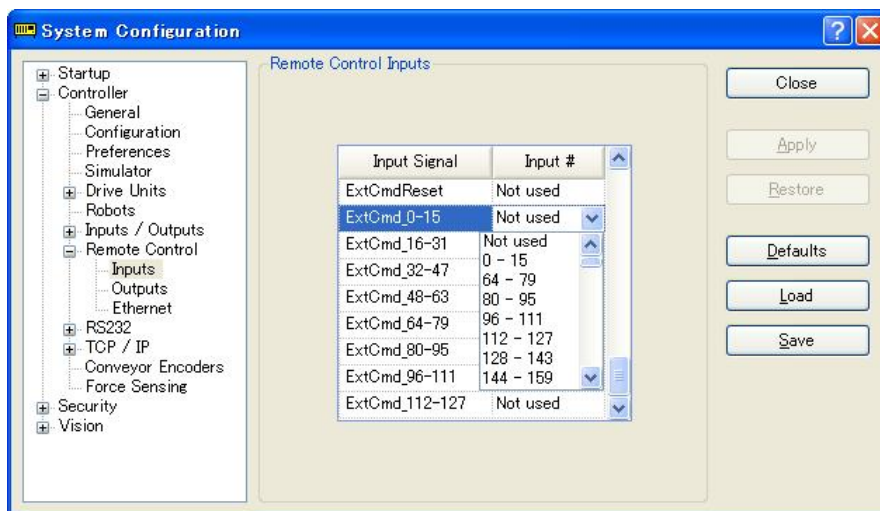 System Configuration
Startup
Controller
General
Configuration
Preferences
Simulator
Drive Units
Robots
Inputs / Outputs
Remote Control
Inputs
Outputs
Ethernet
RS232
TCP / IP
Conveyor Encoders
Force Sensing
Security
Vision
Remote Control Inputs
Input Signal Input #
ExtCmdReset Not used
ExtCmd_0-15 Not used
ExtCmd_16-31
ExtCmd_32-47
ExtCmd_48-63
ExtCmd_64-79
ExtCmd_80-95
ExtCmd_96-111
ExtCmd_112-127 Not used
Not used
0 - 15
64 - 79
80 - 95
96 - 111
112 - 127
128 - 143
144 - 159
Close
Apply
Restore
Defaults
Load
Save